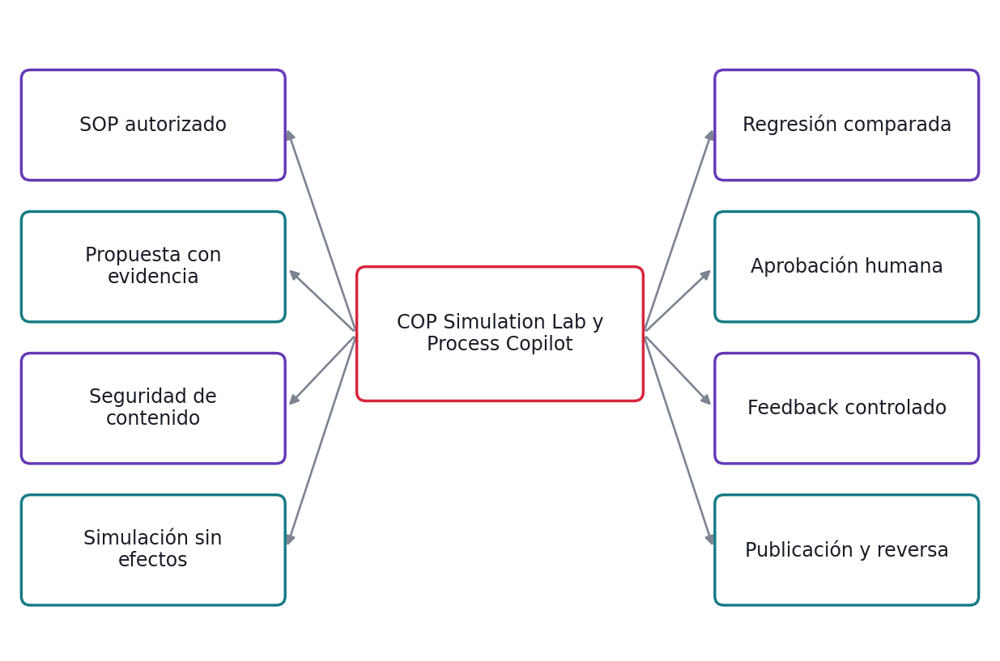 SOP autorizado
Propuesta con
evidencia
Seguridad de
contenido
Simulación sin
efectos
COP Simulation Lab y
Process Copilot
Regresión comparada
Aprobación humana
Feedback controlado
Publicación y reversa